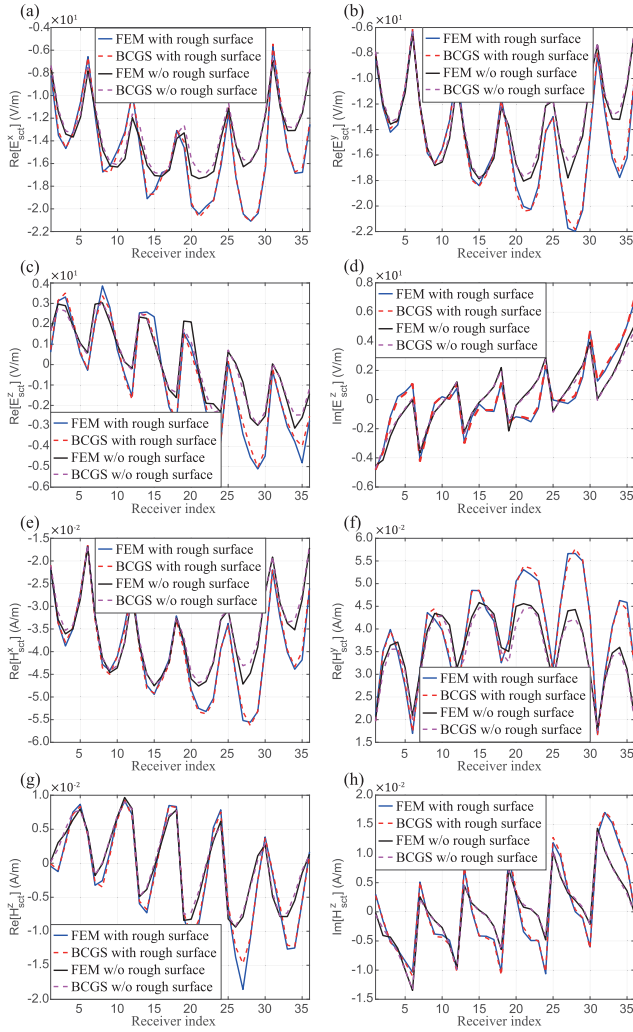 (a)
×10¹
-0.6
-0.8
-1.0
-1.2
-1.4
-1.6
-1.8
-2.0
-2.2
Re[E^x_sct] (V/m)
FEM with rough surface
BCGS with rough surface
FEM w/o rough surface
BCGS w/o rough surface
5 10 15 20 25 30 35
Receiver index
(b)
×10¹
-0.6
-0.8
-1.0
-1.2
-1.4
-1.6
-1.8
-2.0
-2.2
Re[E^y_sct] (V/m)
FEM with rough surface
BCGS with rough surface
FEM w/o rough surface
BCGS w/o rough surface
5 10 15 20 25 30 35
Receiver index
(c)
×10¹
0.4
0.3
0.2
0.1
0
-0.1
-0.2
-0.3
-0.4
-0.5
-0.6
Re[E^z_sct] (V/m)
FEM with rough surface
BCGS with rough surface
FEM w/o rough surface
BCGS w/o rough surface
5 10 15 20 25 30 35
Receiver index
(d)
×10¹
0.8
0.6
0.4
0.2
0
-0.2
-0.4
-0.6
Im[E^z_sct] (V/m)
FEM with rough surface
BCGS with rough surface
FEM w/o rough surface
BCGS w/o rough surface
5 10 15 20 25 30 35
Receiver index
(e)
×10⁻²
-1.5
-2.0
-2.5
-3.0
-3.5
-4.0
-4.5
-5.0
-5.5
-6.0
Re[H^x_sct] (A/m)
FEM with rough surface
BCGS with rough surface
FEM w/o rough surface
BCGS w/o rough surface
5 10 15 20 25 30 35
Receiver index
(f)
×10⁻²
6.0
5.5
5.0
4.5
4.0
3.5
3.0
2.5
2.0
1.5
Re[H^y_sct] (A/m)
FEM with rough surface
BCGS with rough surface
FEM w/o rough surface
BCGS w/o rough surface
5 10 15 20 25 30 35
Receiver index
(g)
×10⁻²
1.0
0.5
0
-0.5
-1.0
-1.5
-2.0
Re[H^z_sct] (A/m)
FEM with rough surface
BCGS with rough surface
FEM w/o rough surface
BCGS w/o rough surface
5 10 15 20 25 30 35
Receiver index
(h)
×10⁻²
2.0
1.5
1.0
0.5
0
-0.5
-1.0
-1.5
Im[H^z_sct] (A/m)
FEM with rough surface
BCGS with rough surface
FEM w/o rough surface
BCGS w/o rough surface
5 10 15 20 25 30 35
Receiver index